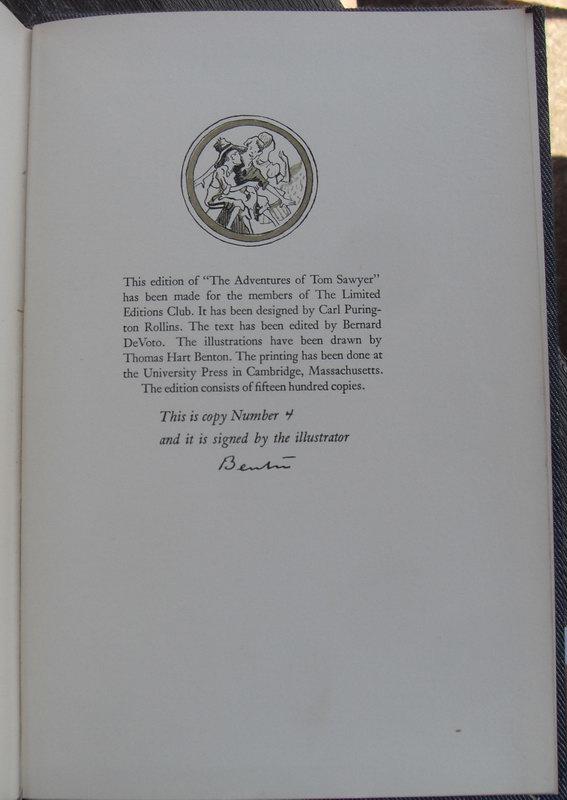 This edition of "The Adventures of Tom Sawyer"
has been made for the members of The Limited
Editions Club. It has been designed by Carl Puring-
ton Rollins. The text has been edited by Bernard
DeVoto. The illustrations have been drawn by
Thomas Hart Benton. The printing has been done at
the University Press in Cambridge, Massachusetts.
The edition consists of fifteen hundred copies.
This is copy Number 4
and it is signed by the illustrator
Benton